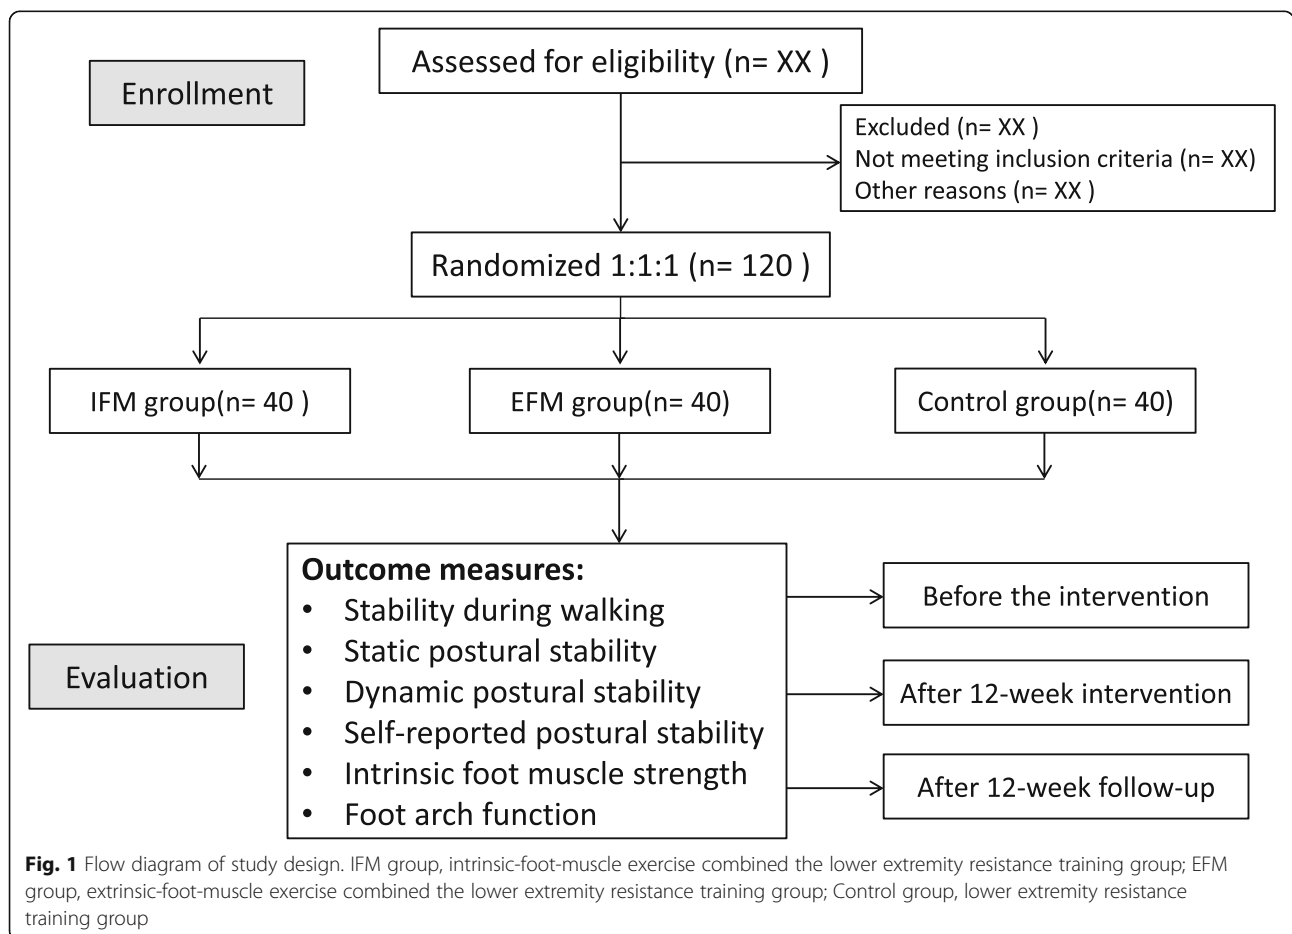 Assessed for eligibility (n= XX )
Enrollment
Excluded (n= XX )
Not meeting inclusion criteria (n= XX)
Other reasons (n= XX )
Randomized 1:1:1 (n= 120 )
IFM group(n= 40 )
EFM group(n= 40)
Control group(n= 40)
Outcome measures:
• Stability during walking
• Static postural stability
• Dynamic postural stability
• Self-reported postural stability
• Intrinsic foot muscle strength
• Foot arch function
Evaluation
Before the intervention
After 12-week intervention
After 12-week follow-up
Fig. 1 Flow diagram of study design. IFM group, intrinsic-foot-muscle exercise combined the lower extremity resistance training group; EFM
group, extrinsic-foot-muscle exercise combined the lower extremity resistance training group; Control group, lower extremity resistance
training group